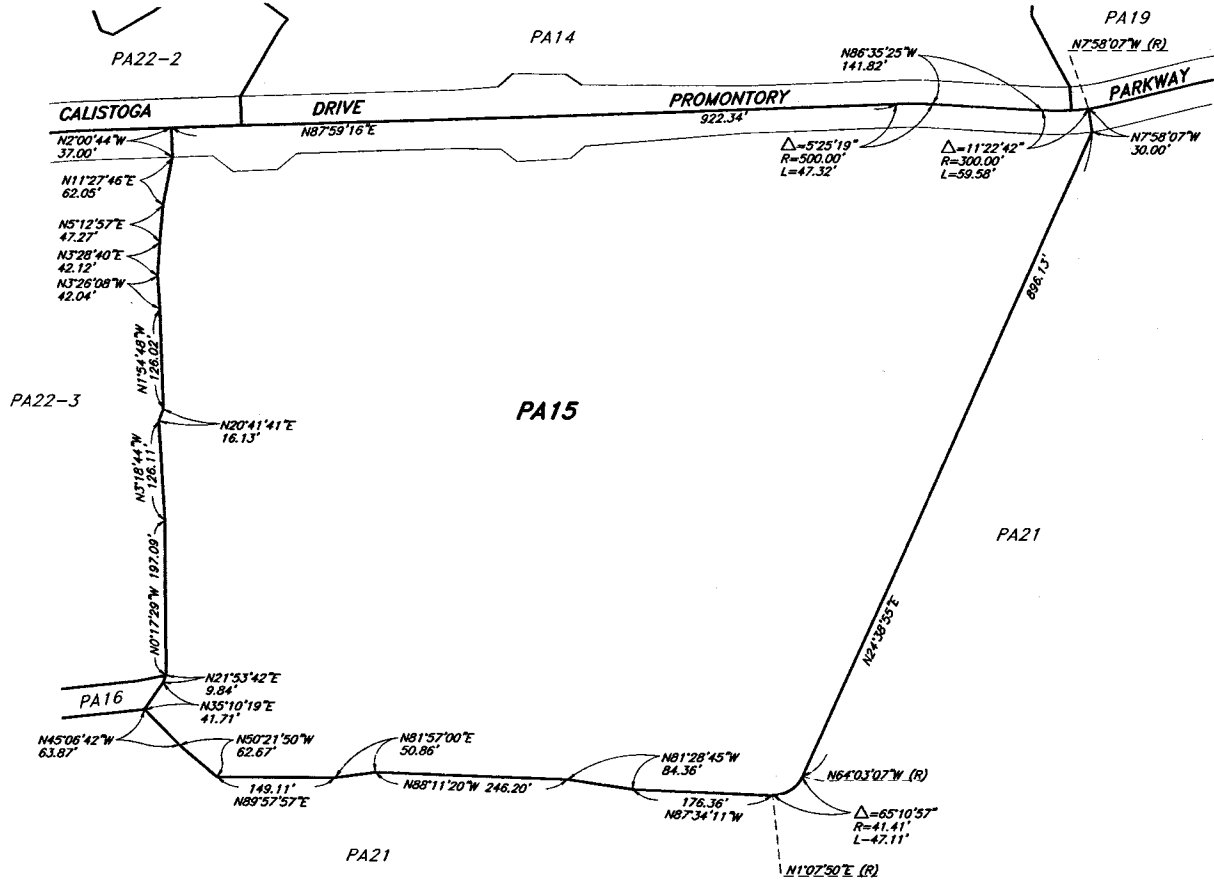 PA19
PA14
N7°58'07"W (R)
PA22-2
N86°35'25"W
141.82'
CALISTOGA
DRIVE
PROMONTORY
PARKWAY
N87°59'16"E
922.34'
N2°00'44"W
37.00'
N7°58'07"W
30.00'
△=5°25'19"
R=500.00'
L=47.32'
△=11°22'42"
R=300.00'
L=59.58'
N11°27'46"E
62.05'
N5°12'57"E
47.27'
N3°28'40"E
42.12'
N3°26'08"W
42.04'
896.13'
N1°54'48"W
126.02'
PA22-3
PA15
N20°41'41"E
16.13'
N3°18'44"W
126.11'
PA21
N0°17'29"W 197.09'
N24°38'55"E
N21°53'42"E
9.84'
PA16
N35°10'19"E
41.71'
N45°06'42"W
63.87'
N50°21'50"W
62.67'
N81°57'00"E
50.86'
N81°28'45"W
84.36'
N64°03'07"W (R)
149.11'
N89°57'57"E
N88°11'20"W 246.20'
176.36'
N87°34'11"W
△=65°10'57"
R=41.41'
L-47.11'
PA21
N1°07'50"E (R)